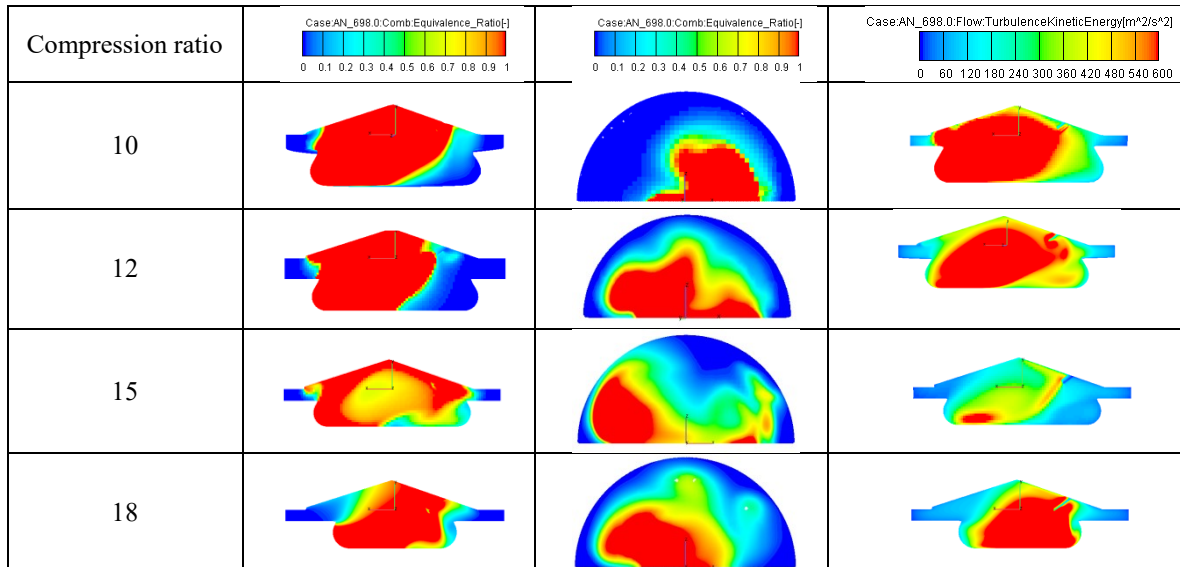 Compression ratio
Case:AN_698.0:Comb:Equivalence_Ratio[-]
0 0.1 0.2 0.3 0.4 0.5 0.6 0.7 0.8 0.9 1
Case:AN_698.0:Comb:Equivalence_Ratio[-]
0 0.1 0.2 0.3 0.4 0.5 0.6 0.7 0.8 0.9 1
Case:AN_698.0:Flow:TurbulenceKineticEnergy[m^2/s^2]
0 60 120 180 240 300 360 420 480 540 600
10
12
15
18